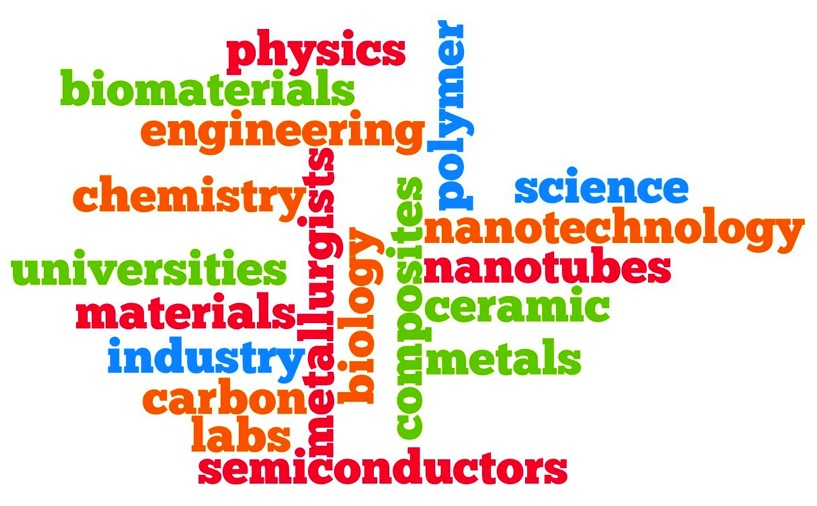 physics
polymer
biomaterials
engineering
metallurgists
chemistry
composites
science
nanotechnology
biology
universities
nanotubes
materials
ceramic
industry
metals
carbon
labs
semiconductors